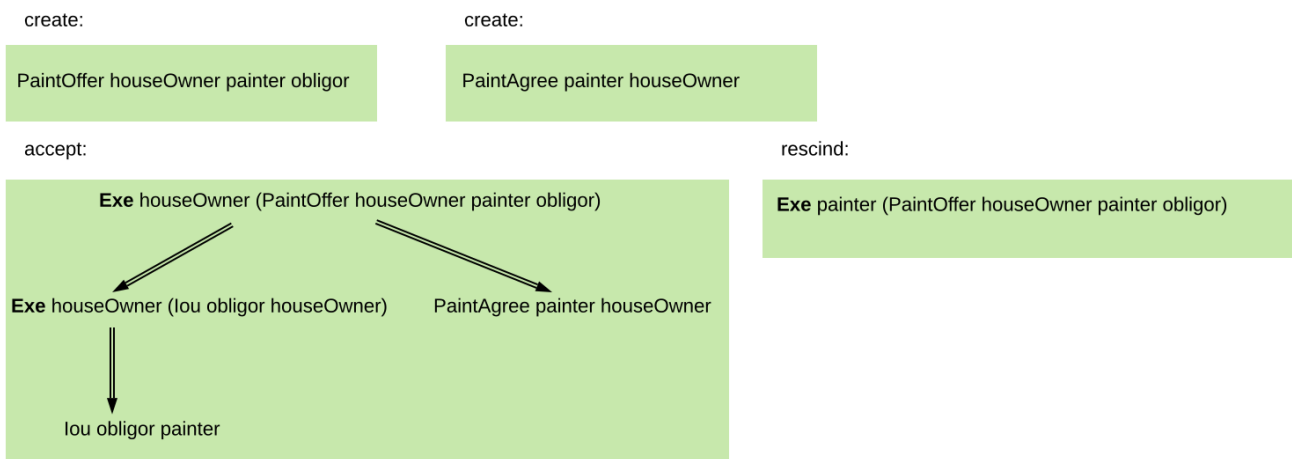 create:
create:
PaintOffer houseOwner painter obligor
PaintAgree painter houseOwner
accept:
rescind:
Exe houseOwner (PaintOffer houseOwner painter obligor)
Exe painter (PaintOffer houseOwner painter obligor)
Exe houseOwner (Iou obligor houseOwner)
PaintAgree painter houseOwner
Iou obligor painter